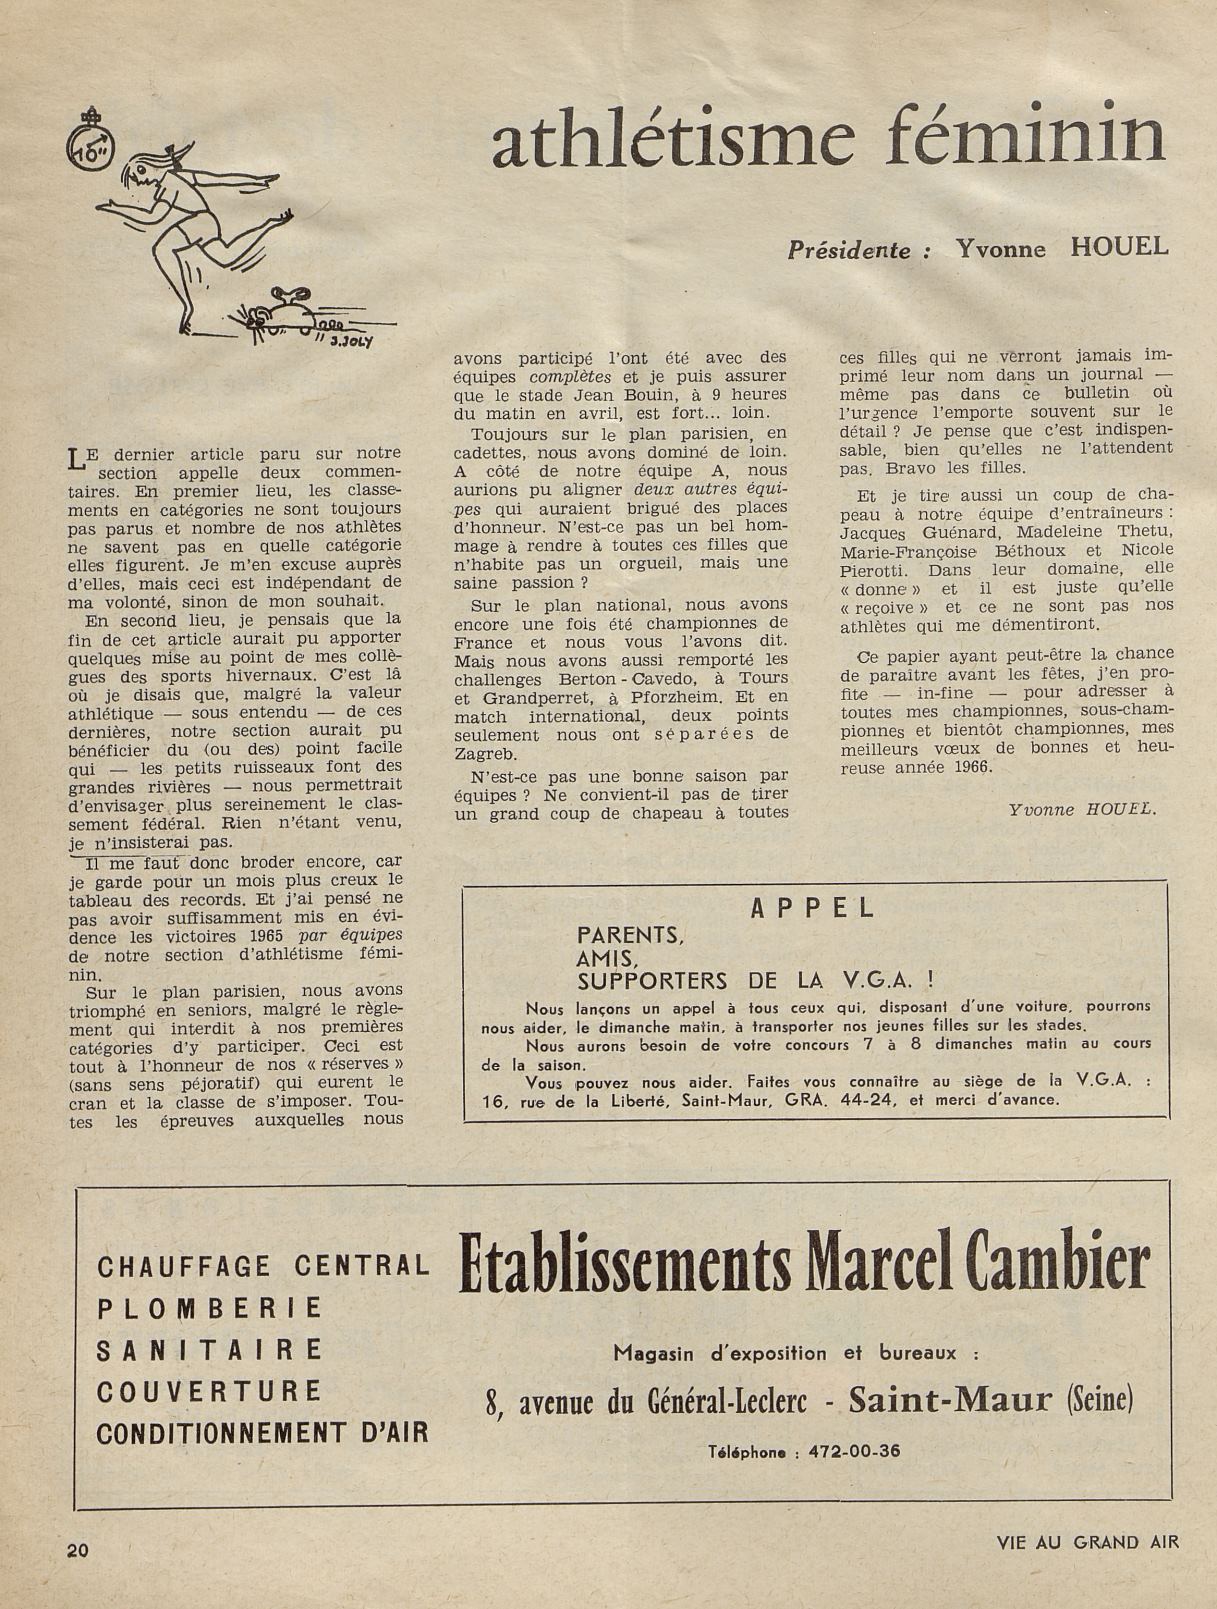 10"
athlétisme féminin
Présidente : Yvonne HOUEL
J.JOLY
LE dernier article paru sur notre
section appelle deux commen-
taires. En premier lieu, les classe-
ments en catégories ne sont toujours
pas parus et nombre de nos athlètes
ne savent pas en quelle catégorie
elles figurent. Je m'en excuse auprès
d'elles, mais ceci est indépendant de
ma volonté, sinon de mon souhait.
En second lieu, je pensais que la
fin de cet article aurait pu apporter
quelques mise au point de mes collè-
gues des sports hivernaux. C'est là
où je disais que, malgré la valeur
athlétique — sous entendu — de ces
dernières, notre section aurait pu
bénéficier du (ou des) point facile
qui — les petits ruisseaux font des
grandes rivières — nous permettrait
d'envisager plus sereinement le clas-
sement fédéral. Rien n'étant venu,
je n'insisterai pas.
Il me faut donc broder encore, car
je garde pour un mois plus creux le
tableau des records. Et j'ai pensé ne
pas avoir suffisamment mis en évi-
dence les victoires 1965 par équipes
de notre section d'athlétisme fémi-
nin.
Sur le plan parisien, nous avons
triomphé en seniors, malgré le règle-
ment qui interdit à nos premières
catégories d'y participer. Ceci est
tout à l'honneur de nos « réserves »
(sans sens péjoratif) qui eurent le
cran et la classe de s'imposer. Tou-
tes les épreuves auxquelles nous
avons participé l'ont été avec des
équipes complètes et je puis assurer
que le stade Jean Bouin, à 9 heures
du matin en avril, est fort... loin.
Toujours sur le plan parisien, en
cadettes, nous avons dominé de loin.
A côté de notre équipe A, nous
aurions pu aligner deux autres équi-
pes qui auraient brigué des places
d'honneur. N'est-ce pas un bel hom-
mage à rendre à toutes ces filles que
n'habite pas un orgueil, mais une
saine passion ?
Sur le plan national, nous avons
encore une fois été championnes de
France et nous vous l'avons dit.
Mais nous avons aussi remporté les
challenges Berton - Cavedo, à Tours
et Grandperret, à Pforzheim. Et en
match international, deux points
seulement nous ont séparées de
Zagreb.
N'est-ce pas une bonne saison par
équipes ? Ne convient-il pas de tirer
un grand coup de chapeau à toutes
ces filles qui ne verront jamais im-
primé leur nom dans un journal —
même pas dans ce bulletin où
l'urgence l'emporte souvent sur le
détail ? Je pense que c'est indispen-
sable, bien qu'elles ne l'attendent
pas. Bravo les filles.
Et je tire aussi un coup de cha-
peau à notre équipe d'entraîneurs :
Jacques Guénard, Madeleine Thetu,
Marie-Françoise Béthoux et Nicole
Pierotti. Dans leur domaine, elle
« donne » et il est juste qu'elle
« reçoive » et ce ne sont pas nos
athlètes qui me démentiront.
Ce papier ayant peut-être la chance
de paraître avant les fêtes, j'en pro-
fite — in-fine — pour adresser à
toutes mes championnes, sous-cham-
pionnes et bientôt championnes, mes
meilleurs vœux de bonnes et heu-
reuse année 1966.
Yvonne HOUEL.
APPEL
PARENTS,
AMIS,
SUPPORTERS DE LA V.G.A. !
Nous lançons un appel à tous ceux qui, disposant d'une voiture, pourrons
nous aider, le dimanche matin, à transporter nos jeunes filles sur les stades.
Nous aurons besoin de votre concours 7 à 8 dimanches matin au cours
de la saison.
Vous pouvez nous aider. Faites vous connaître au siège de la V.G.A. :
16, rue de la Liberté, Saint-Maur, GRA. 44-24, et merci d'avance.
CHAUFFAGE CENTRAL
PLOMBERIE
SANITAIRE
COUVERTURE
CONDITIONNEMENT D'AIR
Etablissements Marcel Cambier
Magasin d'exposition et bureaux :
8, avenue du Général-Leclerc - Saint-Maur (Seine)
Téléphone : 472-00-36
20
VIE AU GRAND AIR